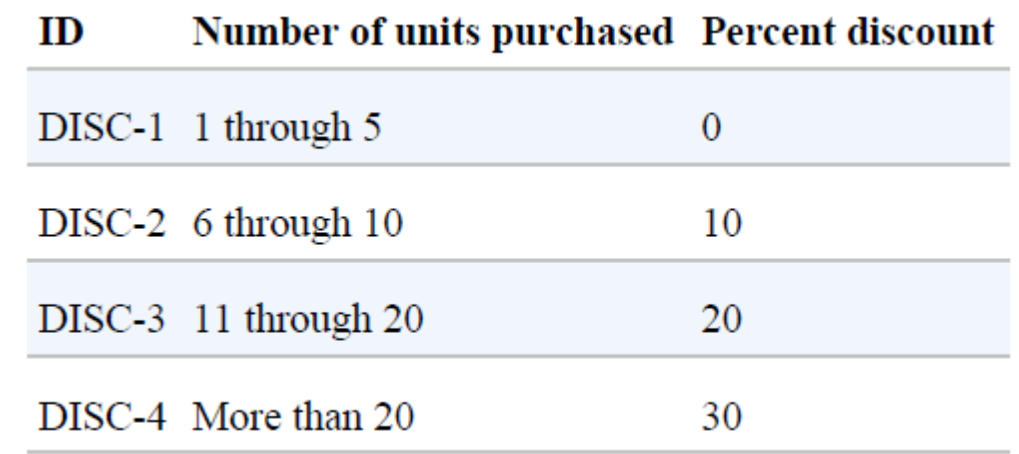 ID Number of units purchased Percent discount
DISC-1 1 through 5 0
DISC-2 6 through 10 10
DISC-3 11 through 20 20
DISC-4 More than 20 30